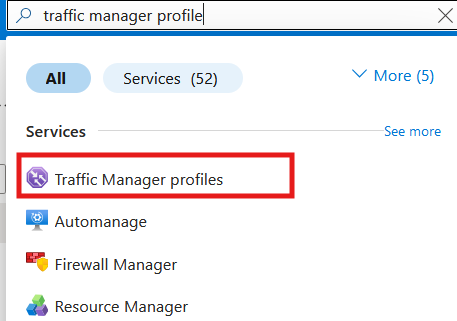 traffic manager profile
All
Services (52)
More (5)
Services
See more
Traffic Manager profiles
Automanage
Firewall Manager
Resource Manager